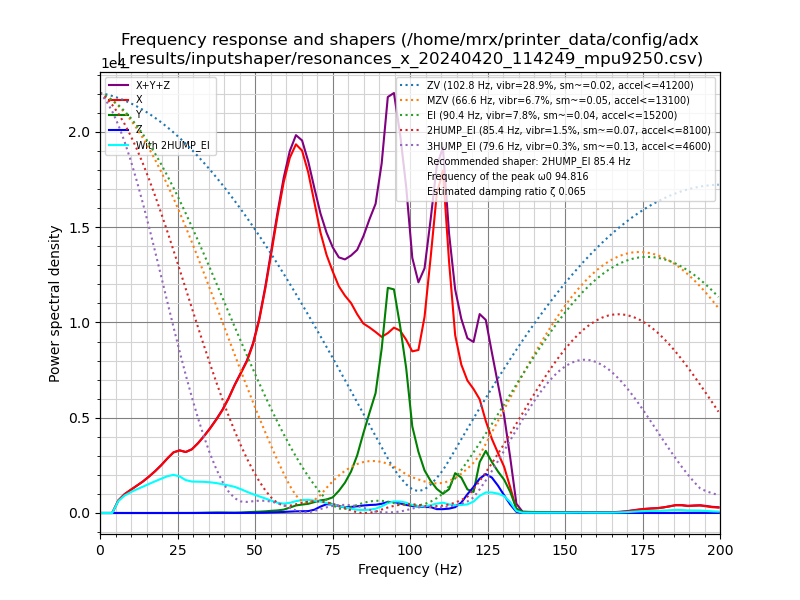 Frequency response and shapers (/home/mrx/printer_data/config/adx
l_results/inputshaper/resonances_x_20240420_114249_mpu9250.csv)
1e4
X+Y+Z
X
Y
Z
With 2HUMP_EI
ZV (102.8 Hz, vibr=28.9%, sm~=0.02, accel<=41200)
MZV (66.6 Hz, vibr=6.7%, sm~=0.05, accel<=13100)
EI (90.4 Hz, vibr=7.8%, sm~=0.04, accel<=15200)
2HUMP_EI (85.4 Hz, vibr=1.5%, sm~=0.07, accel<=8100)
3HUMP_EI (79.6 Hz, vibr=0.3%, sm~=0.13, accel<=4600)
Recommended shaper: 2HUMP_EI 85.4 Hz
Frequency of the peak ω0 94.816
Estimated damping ratio ζ 0.065
Power spectral density
2.0
1.5
1.0
0.5
0.0
0 25 50 75 100 125 150 175 200
Frequency (Hz)